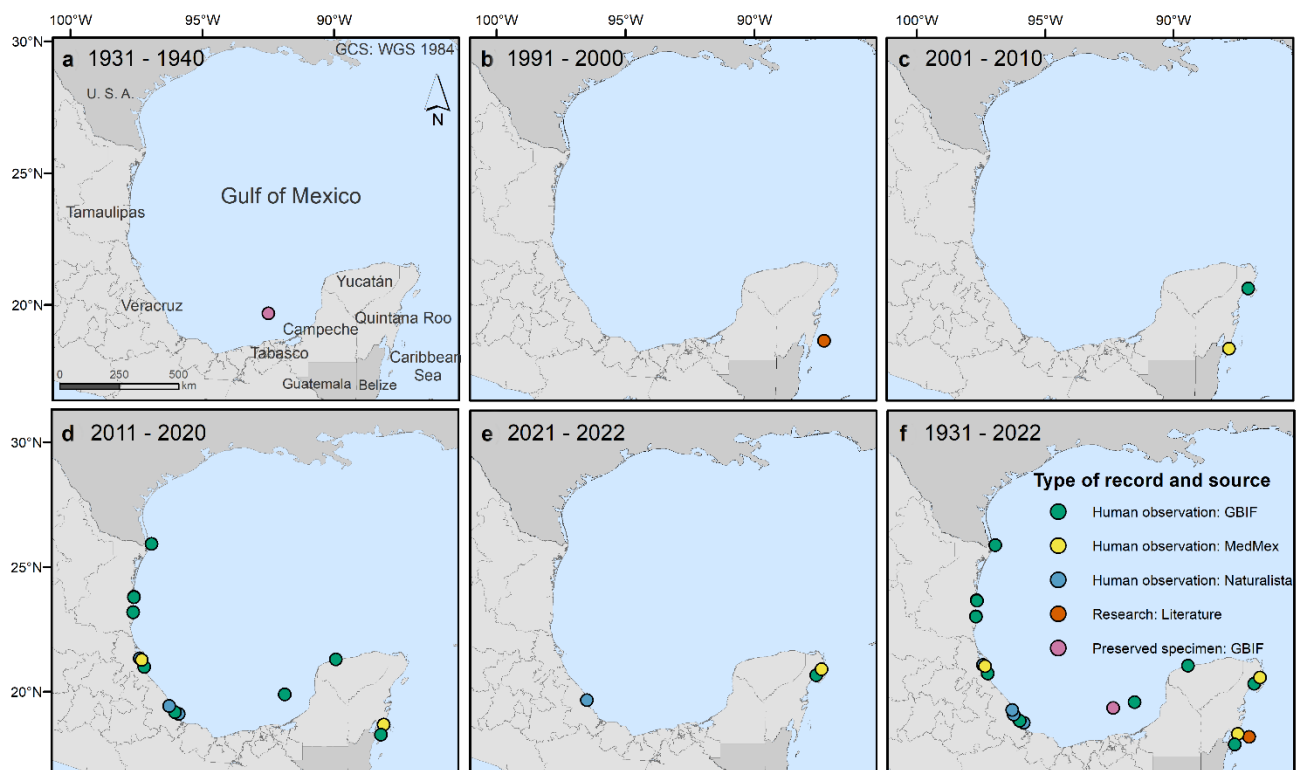 100°W 95°W 90°W 100°W 95°W 90°W
30°N
25°N
20°N
a 1931 - 1940
GCS: WGS 1984
U. S. A.
N
Tamaulipas
Gulf of Mexico
Veracruz
Yucatán
Quintana Roo
Campeche
Tabasco
Caribbean
Sea
Guatemala
Belize
0 250 500
km
b 1991 - 2000
c 2001 - 2010
d 2011 - 2020
e 2021 - 2022
f 1931 - 2022
Type of record and source
Human observation: GBIF
Human observation: MedMex
Human observation: Naturalista
Research: Literature
Preserved specimen: GBIF
30°N
25°N
20°N
100°W 95°W 90°W 100°W 95°W 90°W